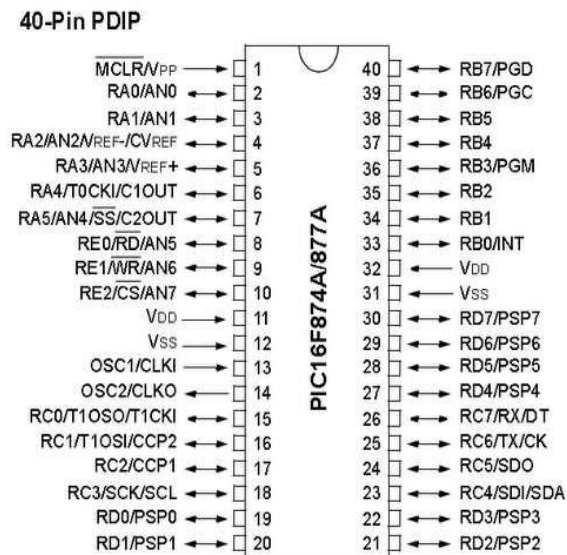 40-Pin PDIP
MCLR/VPP 1 40 RB7/PGD
RA0/AN0 2 39 RB6/PGC
RA1/AN1 3 38 RB5
RA2/AN2/VREF-/CVREF 4 37 RB4
RA3/AN3/VREF+ 5 36 RB3/PGM
RA4/T0CKI/C1OUT 6 35 RB2
RA5/AN4/SS/C2OUT 7 34 RB1
RE0/RD/AN5 8 33 RB0/INT
RE1/WR/AN6 9 32 VDD
RE2/CS/AN7 10 31 VSS
VDD 11 30 RD7/PSP7
VSS 12 29 RD6/PSP6
OSC1/CLKI 13 28 RD5/PSP5
OSC2/CLKO 14 27 RD4/PSP4
RC0/T1OSO/T1CKI 15 26 RC7/RX/DT
RC1/T1OSI/CCP2 16 25 RC6/TX/CK
RC2/CCP1 17 24 RC5/SDO
RC3/SCK/SCL 18 23 RC4/SDI/SDA
RD0/PSP0 19 22 RD3/PSP3
RD1/PSP1 20 21 RD2/PSP2
PIC16F874A/877A